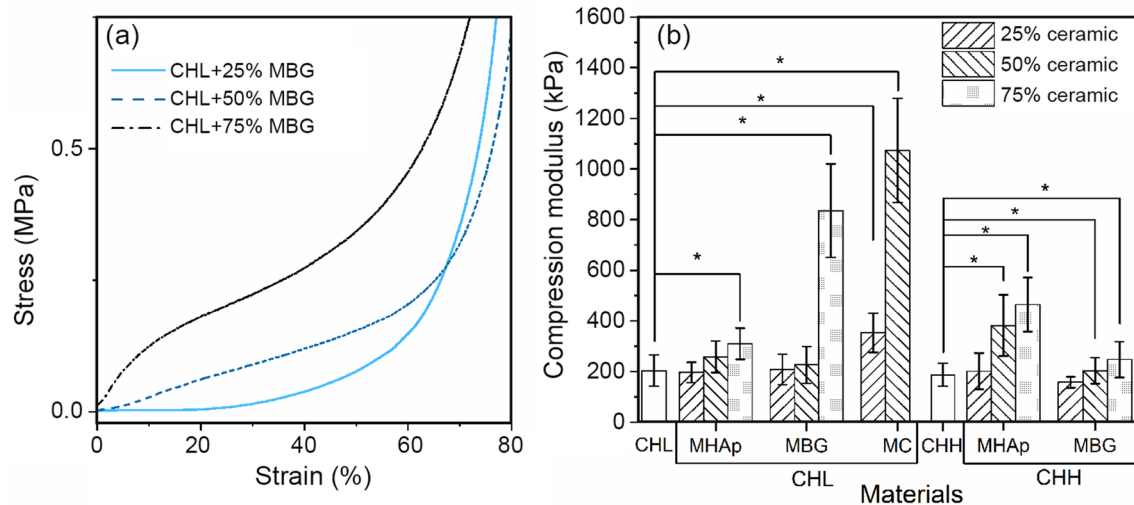 (a)
CHL+25% MBG
CHL+50% MBG
CHL+75% MBG
0.5
0.0
Stress (MPa)
0 20 40 60 80
Strain (%)
(b)
25% ceramic
50% ceramic
75% ceramic
1600
1400
1200
1000
800
600
400
200
0
Compression modulus (kPa)
*
*
*
*
*
*
*
*
CHL MHAp MBG MC CHH MHAp MBG
CHL CHH
Materials